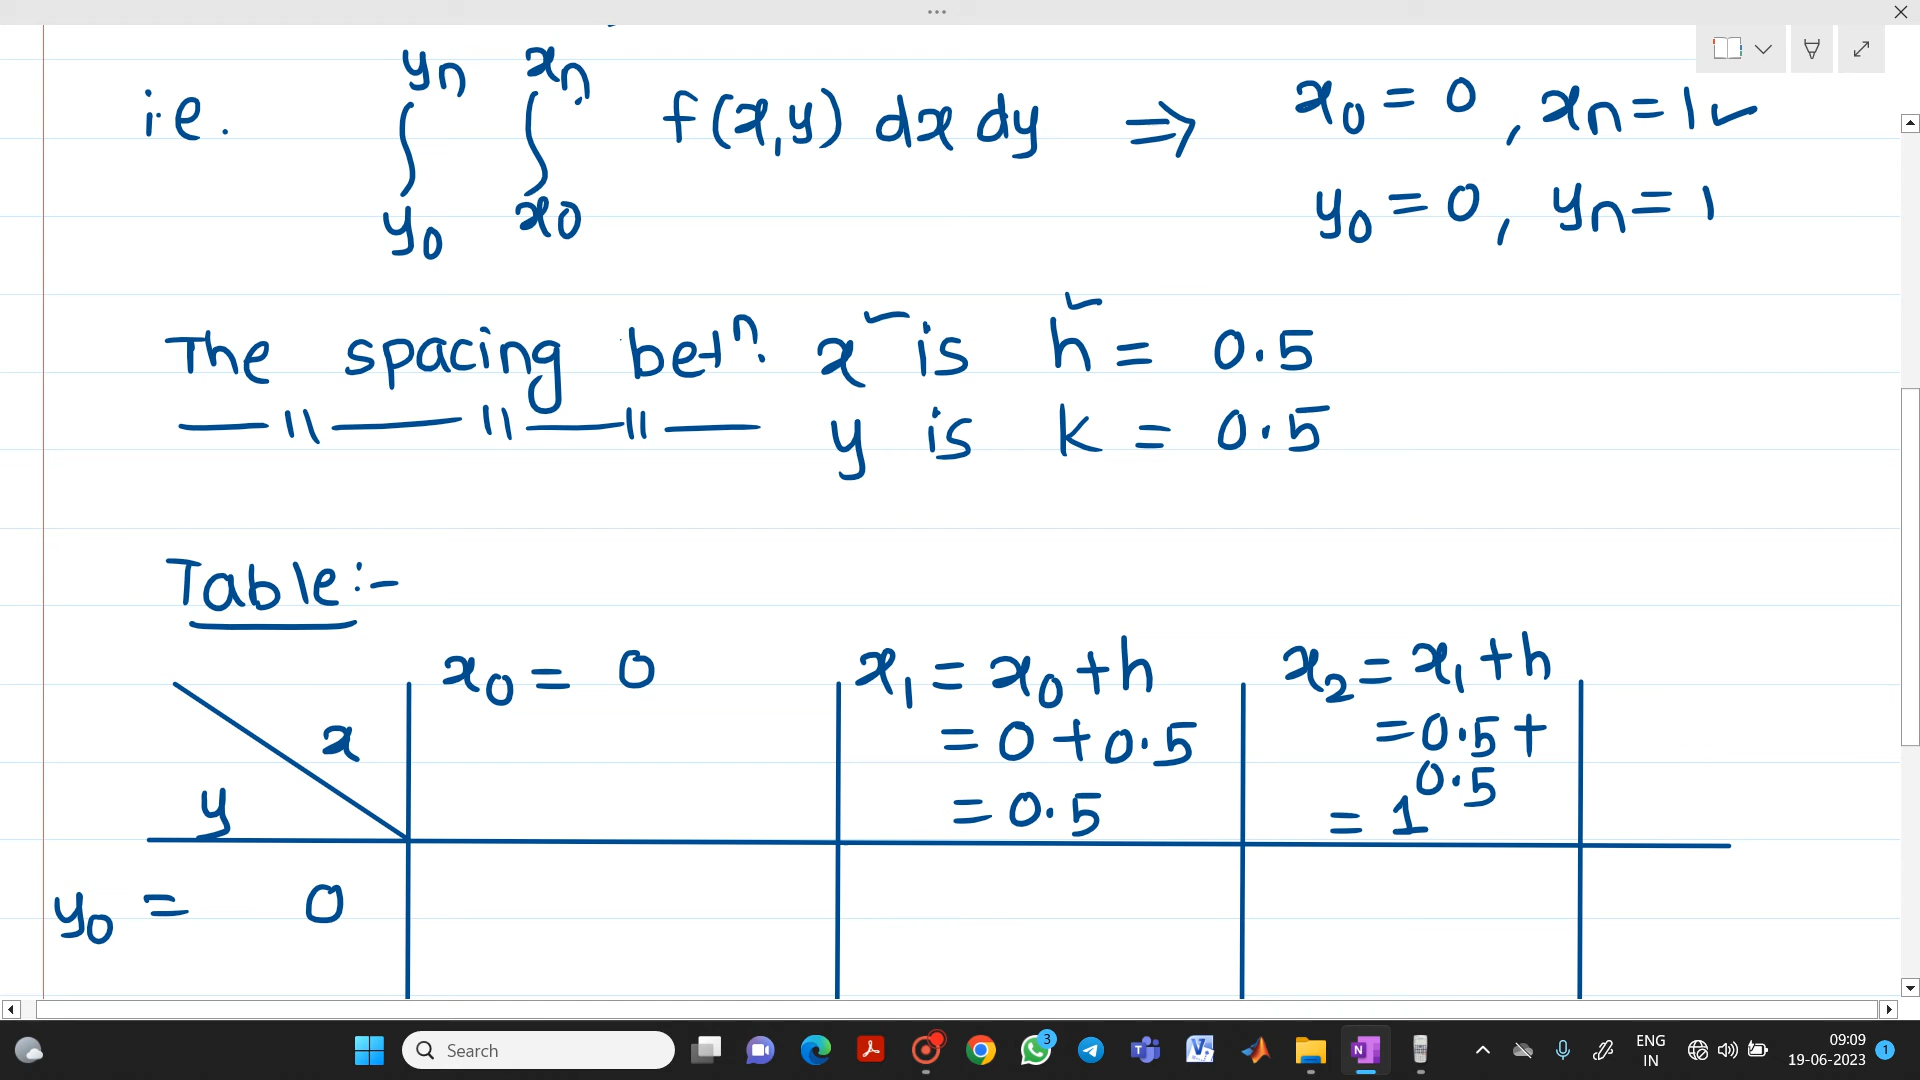 i.e. ∫_{y0}^{yn} ∫_{x0}^{xn} f(x,y) dx dy ⇒ x0 = 0, xn = 1 ✓
y0 = 0, yn = 1
The spacing betn. x ✓ is h ✓ = 0.5
—〃—〃—〃— y is k = 0.5
Table:-
x y
x0 = 0
x1 = x0 + h
= 0 + 0.5
= 0.5
x2 = x1 + h
= 0.5 +
0.5
= 1
y0 = 0
Search
3
ENG
IN
09:09
19-06-2023
1